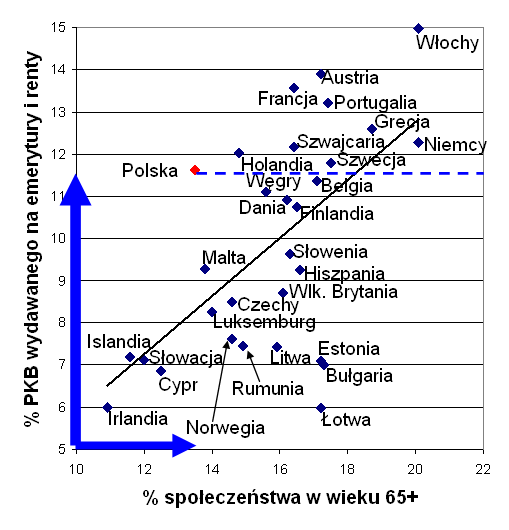 15
Włochy
14
Austria
Francja
13
Portugalia
Grecja
Szwajcaria
Niemcy
12
Holandia
Szwecja
Polska
Węgry
Belgia
11
Dania
Finlandia
10
Słowenia
Malta
Hiszpania
9
Wlk. Brytania
Czechy
8
Luksemburg
Islandia
Słowacja
Litwa
Estonia
7
Cypr
Rumunia
Bułgaria
6
Irlandia
Norwegia
Łotwa
5
10 12 14 16 18 20 22
% PKB wydawanego na emerytury i renty
% społeczeństwa w wieku 65+